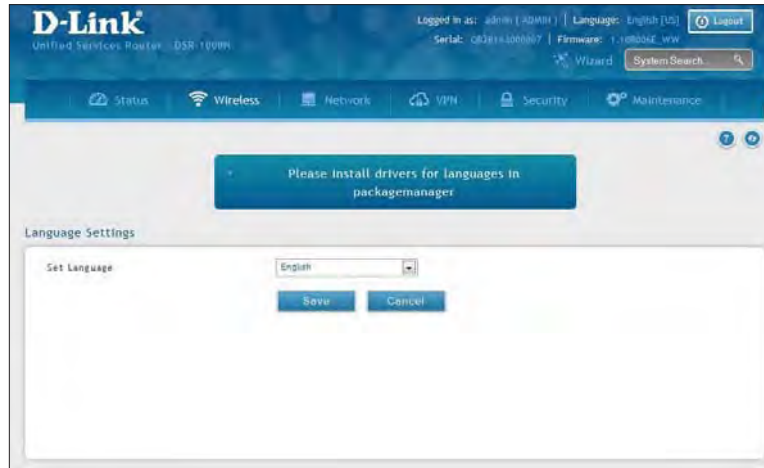 D-Link
Unified Services Router - DSR-1000N
Logged in as: admin ( ADMIN ) | Language: English [US]
Logout
Serial: | Firmware:
Wizard
System Search...
Status
Wireless
Network
VPN
Security
Maintenance
Please install drivers for languages in
packagemanager
Language Settings
Set Language
English
Save
Cancel